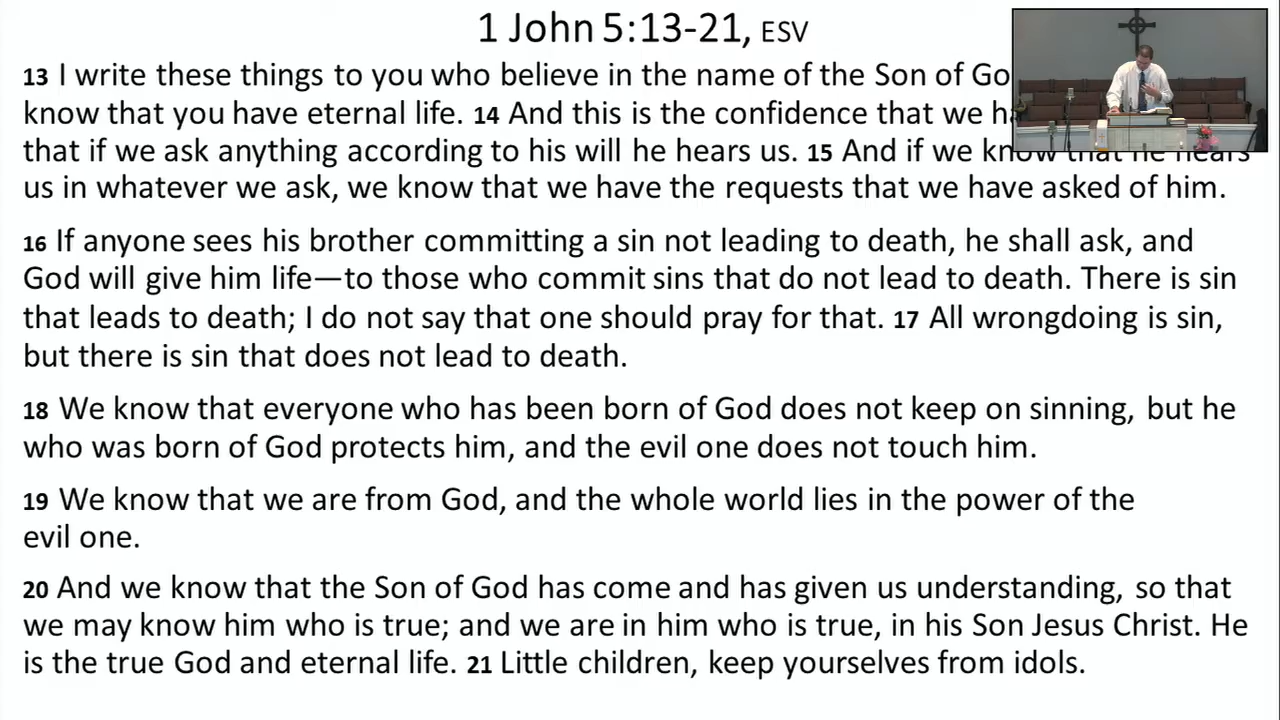 1 John 5:13-21, ESV
13 I write these things to you who believe in the name of the Son of Go
know that you have eternal life. 14 And this is the confidence that we ha
that if we ask anything according to his will he hears us. 15 And if we know that he hears
us in whatever we ask, we know that we have the requests that we have asked of him.
16 If anyone sees his brother committing a sin not leading to death, he shall ask, and
God will give him life—to those who commit sins that do not lead to death. There is sin
that leads to death; I do not say that one should pray for that. 17 All wrongdoing is sin,
but there is sin that does not lead to death.
18 We know that everyone who has been born of God does not keep on sinning, but he
who was born of God protects him, and the evil one does not touch him.
19 We know that we are from God, and the whole world lies in the power of the
evil one.
20 And we know that the Son of God has come and has given us understanding, so that
we may know him who is true; and we are in him who is true, in his Son Jesus Christ. He
is the true God and eternal life. 21 Little children, keep yourselves from idols.